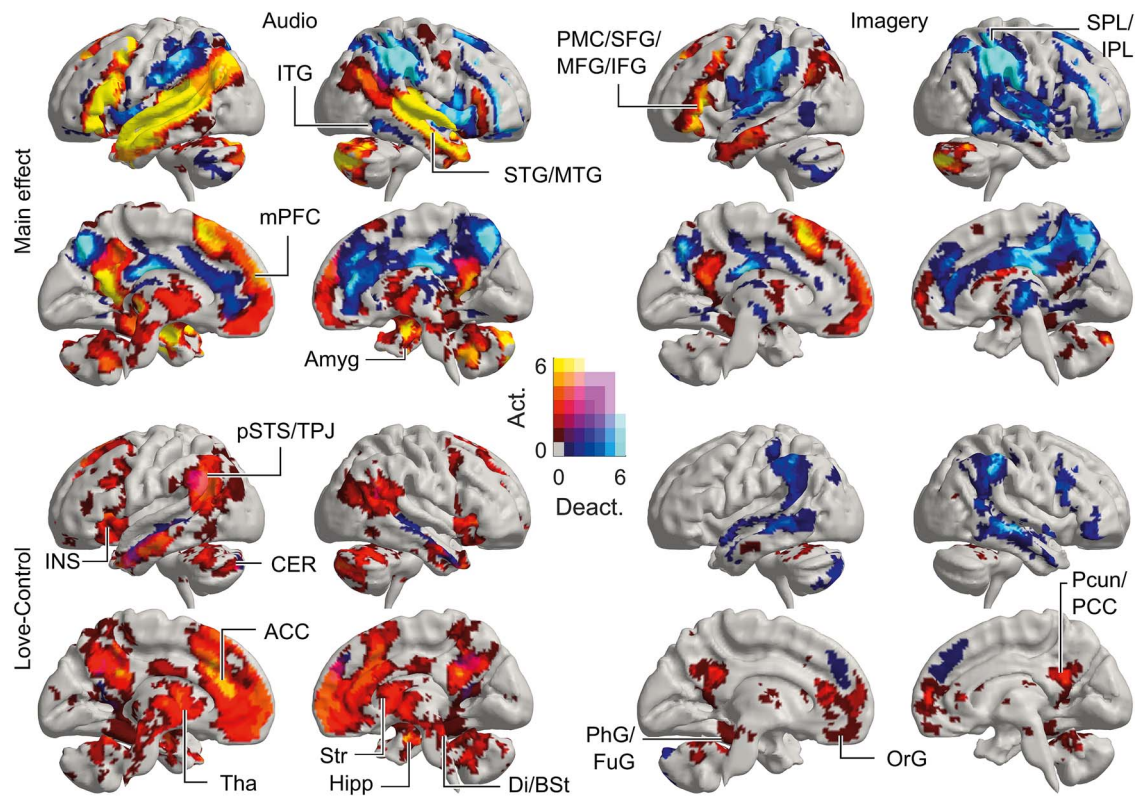 Audio
Imagery
SPL/
IPL
PMC/SFG/
MFG/IFG
ITG
STG/MTG
Main effect
mPFC
Amyg
6
Act.
0
0
6
Deact.
pSTS/TPJ
INS
CER
Love-Control
ACC
Pcun/
PCC
Tha
Str
Hipp
Di/BSt
PhG/
FuG
OrG